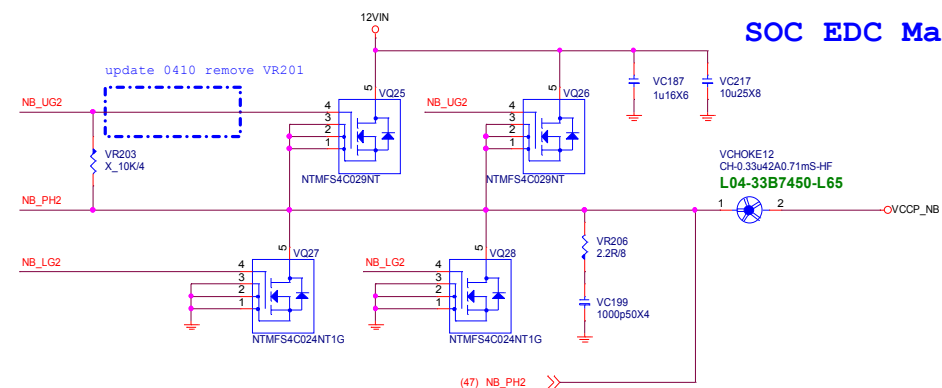 12VIN
SOC EDC Ma
update 0410 remove VR201
NB_UG2
4
3
2
1
5
VQ25
NTMFS4C029NT
NB_UG2
4
3
2
1
5
VQ26
NTMFS4C029NT
VC187
1u16X6
VC217
10u25X8
VR203
X_10K/4
VCHOKE12
CH-0.33u42A0.71mS-HF
L04-33B7450-L65
NB_PH2
1
2
VCCP_NB
NB_LG2
4
3
2
1
5
VQ27
NTMFS4C024NT1G
NB_LG2
4
3
2
1
5
VQ28
NTMFS4C024NT1G
VR206
2.2R/8
VC199
1000p50X4
(47) NB_PH2